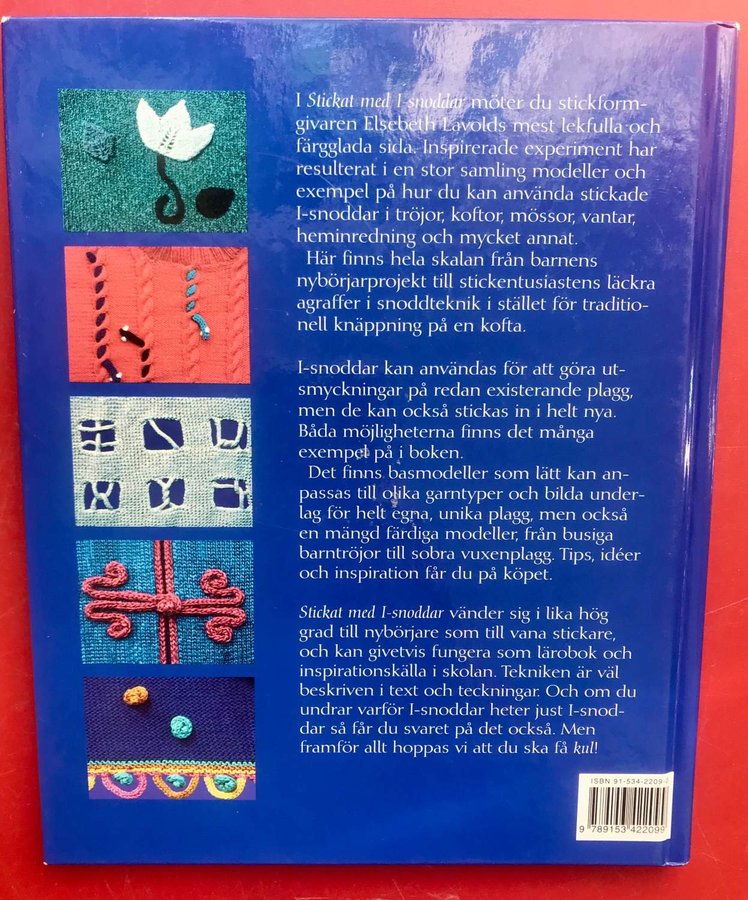 I Stickat med I-snoddar möter du stickform-
givaren Elsebeth Lavolds mest lekfulla och
färgglada sida. Inspirerade experiment har
resulterat i en stor samling modeller och
exempel på hur du kan använda stickade
I-snoddar i tröjor, koftor, mössor, vantar,
heminredning och mycket annat.
Här finns hela skalan från barnens
nybörjarprojekt till stickentusiastens läckra
agraffer i snoddteknik i stället för traditio-
nell knäppning på en kofta.
I-snoddar kan användas för att göra ut-
smyckningar på redan existerande plagg,
men de kan också stickas in i helt nya.
Båda möjligheterna finns det många
exempel på i boken.
Det finns basmodeller som lätt kan an-
passas till olika garntyper och bilda under-
lag för helt egna, unika plagg, men också
en mängd färdiga modeller, från busiga
barntröjor till sobra vuxenplagg. Tips, idéer
och inspiration får du på köpet.
Stickat med I-snoddar vänder sig i lika hög
grad till nybörjare som till vana stickare,
och kan givetvis fungera som lärobok och
inspirationskälla i skolan. Tekniken är väl
beskriven i text och teckningar. Och om du
undrar varför I-snoddar heter just I-snod-
dar så får du svaret på det också. Men
framför allt hoppas vi att du ska få kul!
ISBN 91-534-2209-
9 789153 422099